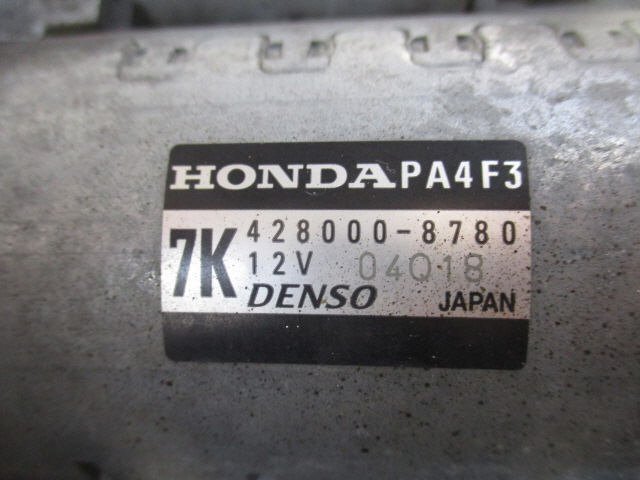 HONDA PA4F3
7K 428000-8780
12V 04Q18
DENSO JAPAN